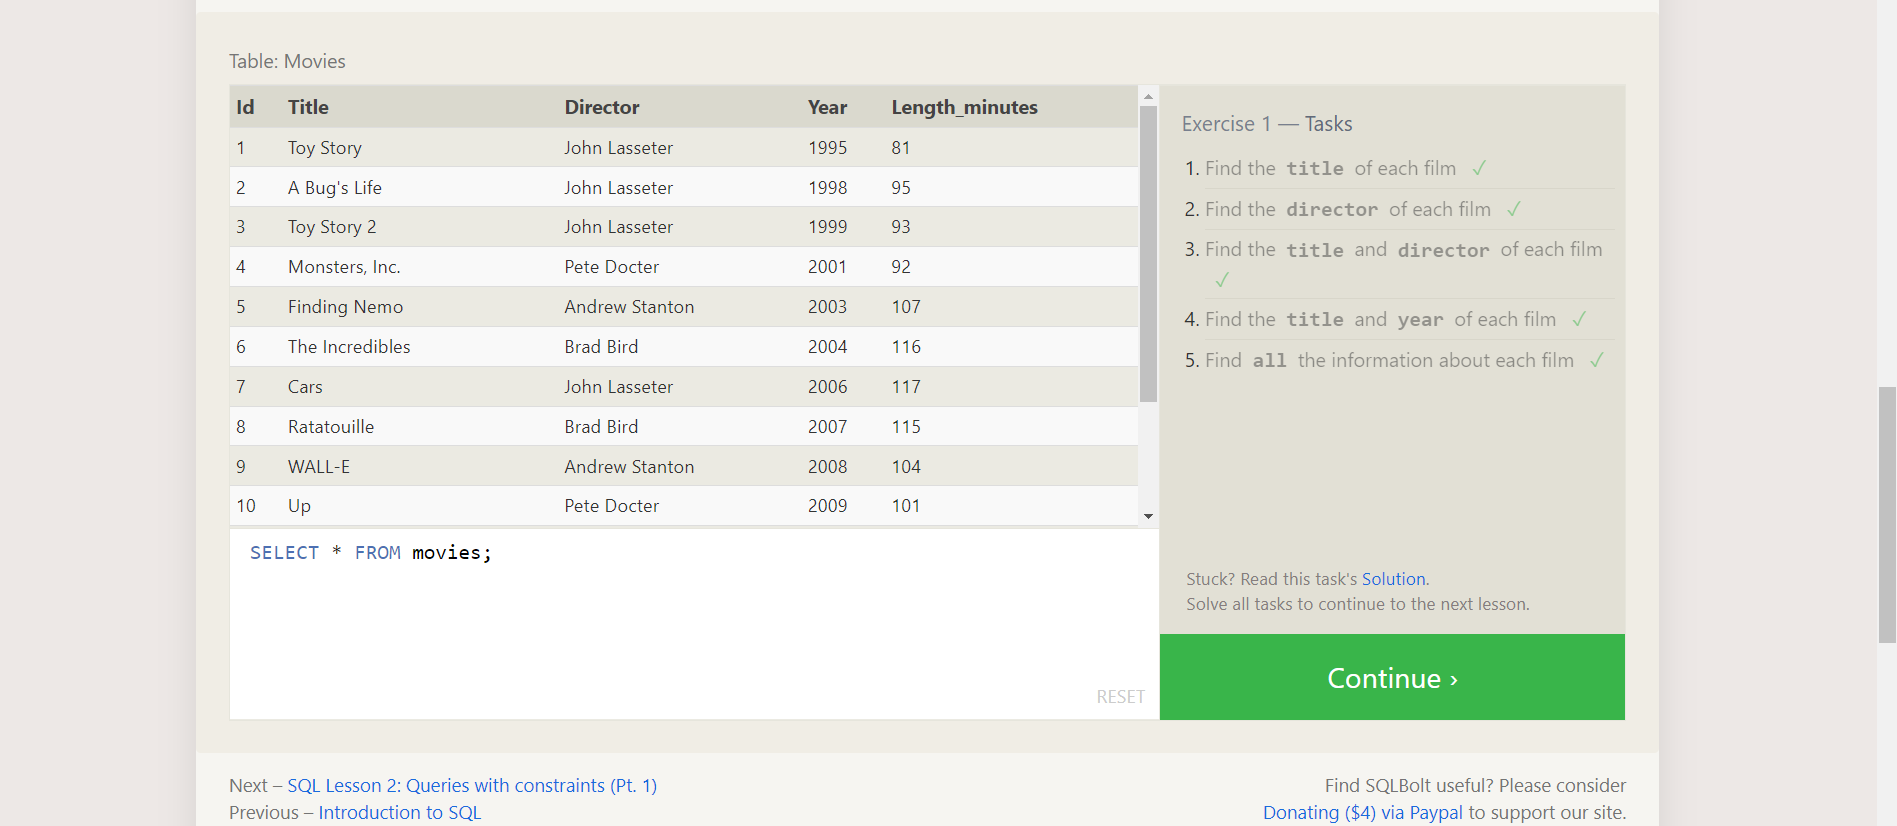 Table: Movies
Id Title Director Year Length_minutes
1 Toy Story John Lasseter 1995 81
2 A Bug's Life John Lasseter 1998 95
3 Toy Story 2 John Lasseter 1999 93
4 Monsters, Inc. Pete Docter 2001 92
5 Finding Nemo Andrew Stanton 2003 107
6 The Incredibles Brad Bird 2004 116
7 Cars John Lasseter 2006 117
8 Ratatouille Brad Bird 2007 115
9 WALL-E Andrew Stanton 2008 104
10 Up Pete Docter 2009 101
SELECT * FROM movies;
RESET
Exercise 1 — Tasks
1. Find the title of each film ✓
2. Find the director of each film ✓
3. Find the title and director of each film
✓
4. Find the title and year of each film ✓
5. Find all the information about each film ✓
Stuck? Read this task's Solution.
Solve all tasks to continue to the next lesson.
Continue ›
Next – SQL Lesson 2: Queries with constraints (Pt. 1)
Previous – Introduction to SQL
Find SQLBolt useful? Please consider
Donating ($4) via Paypal to support our site.